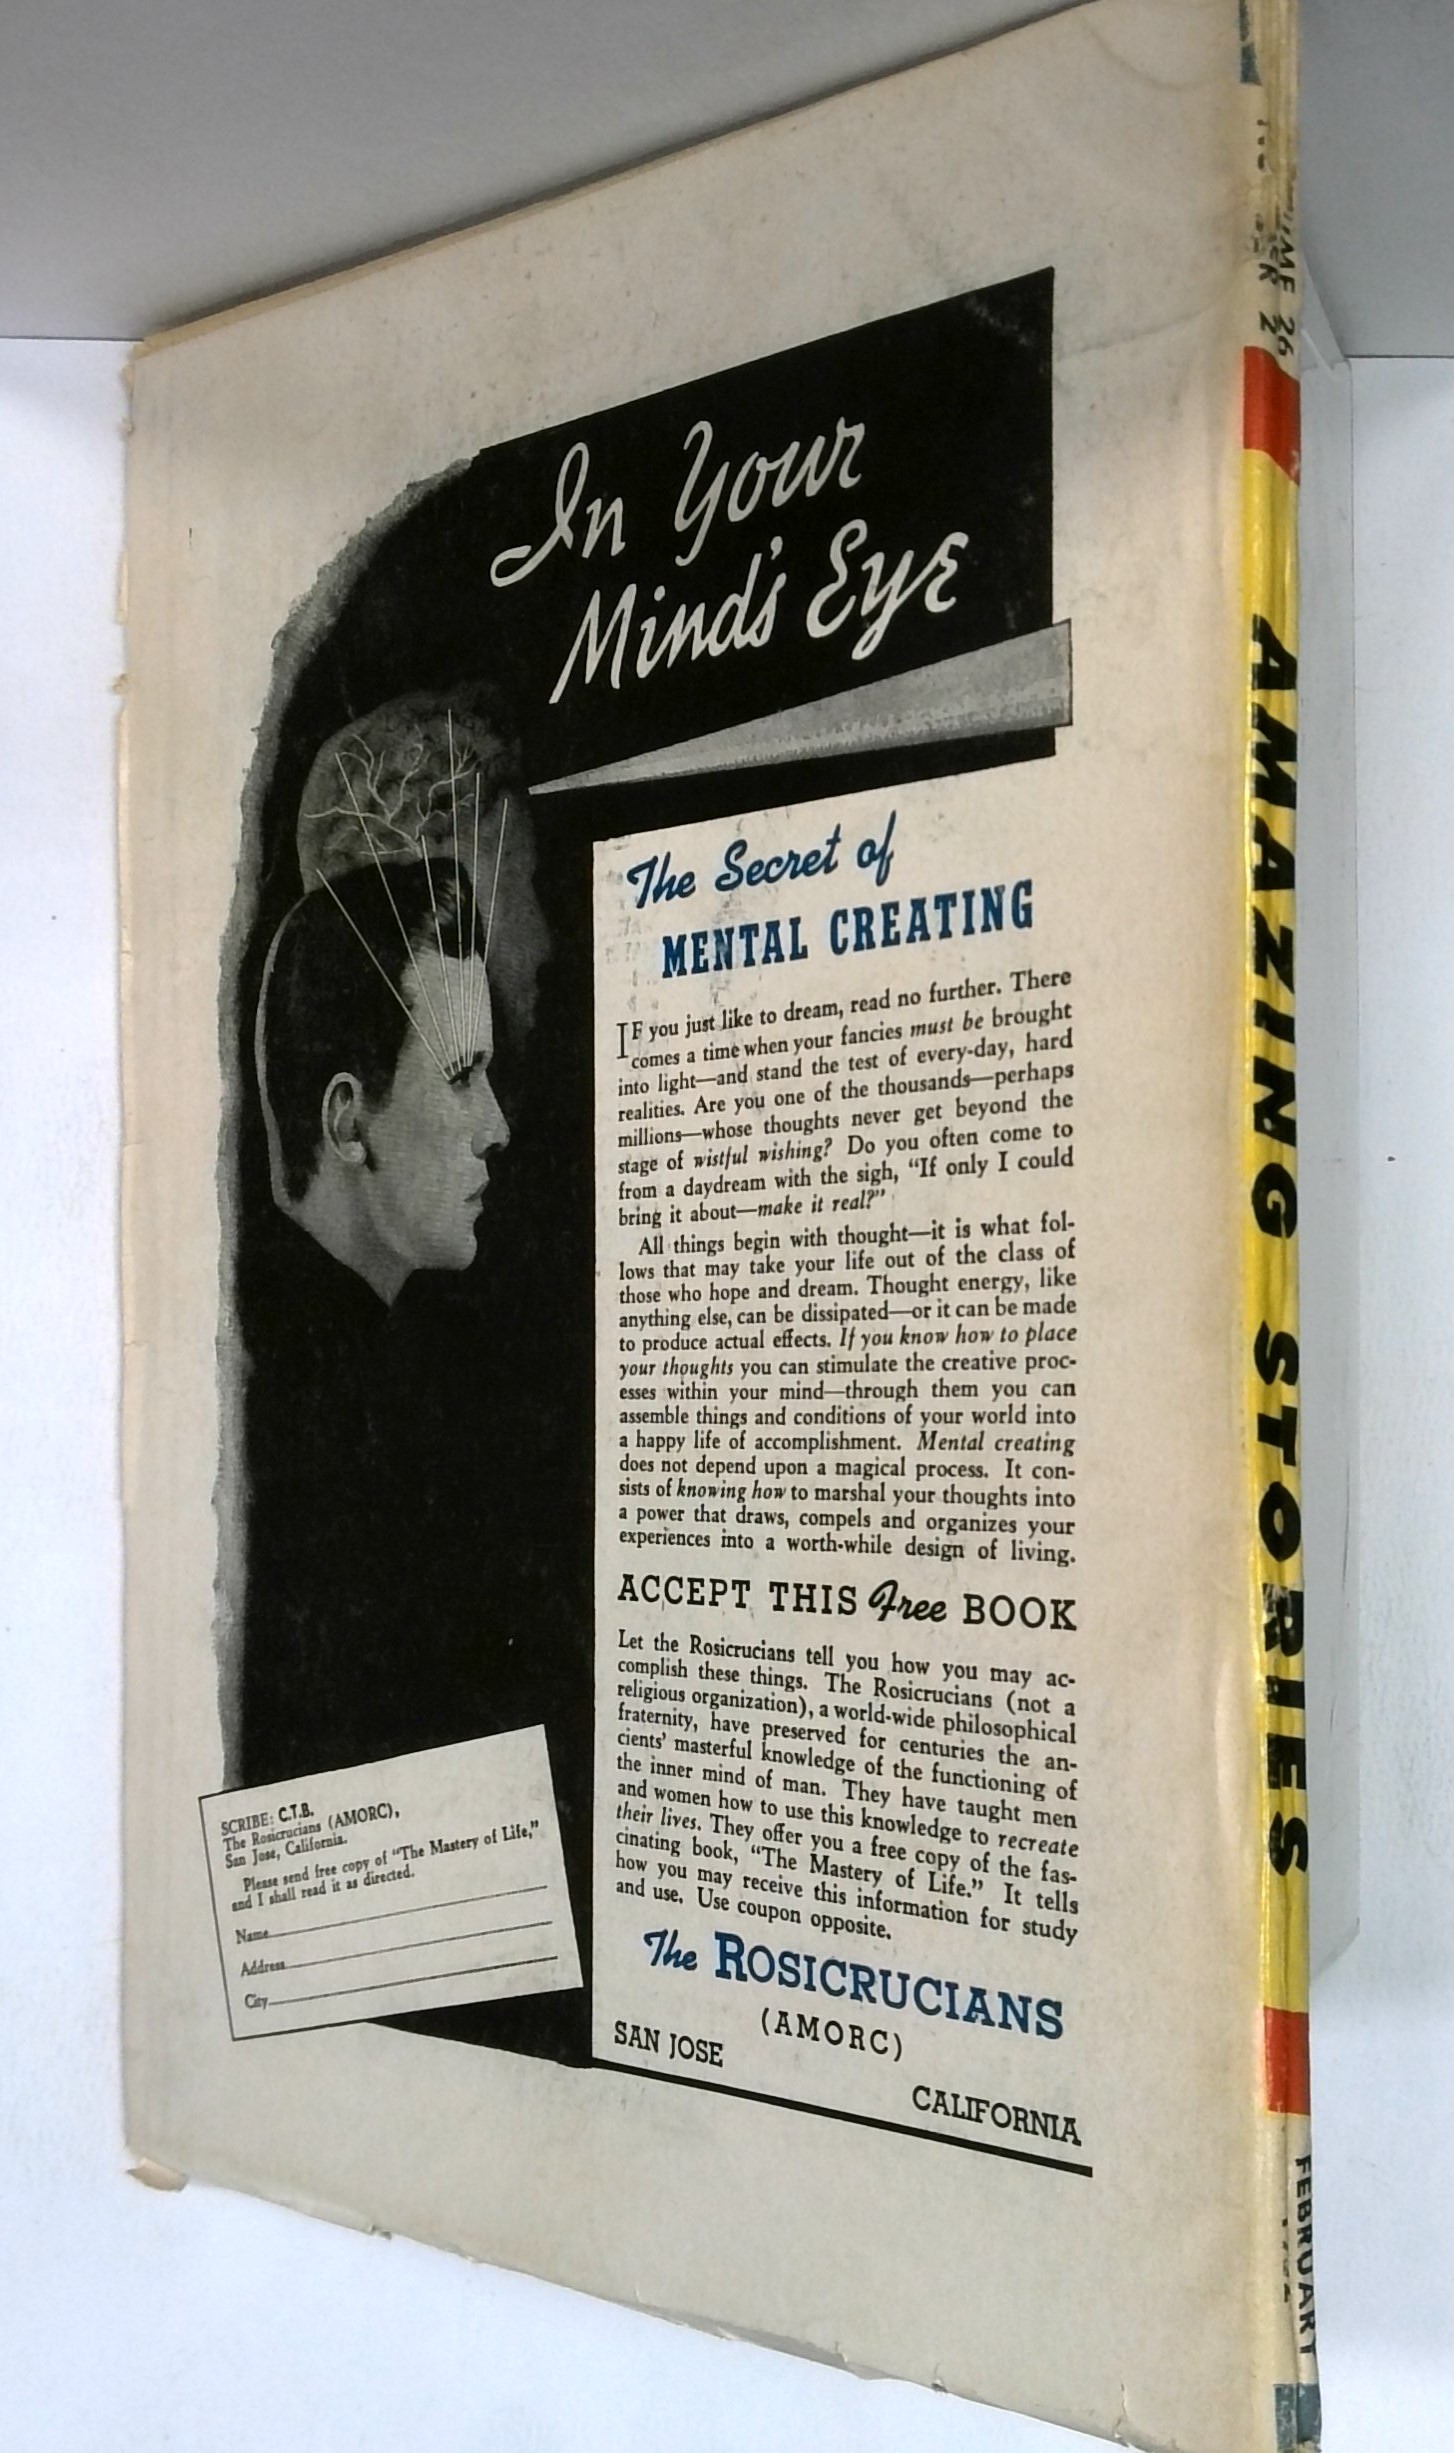 In Your
Mind's Eye
The Secret of
MENTAL CREATING
IF you just like to dream, read no further. There
comes a time when your fancies must be brought
into light—and stand the test of every-day, hard
realities. Are you one of the thousands—perhaps
millions—whose thoughts never get beyond the
stage of wistful wishing? Do you often come to
from a daydream with the sigh, "If only I could
bring it about—make it real?"
All things begin with thought—it is what fol-
lows that may take your life out of the class of
those who hope and dream. Thought energy, like
anything else, can be dissipated—or it can be made
to produce actual effects. If you know how to place
your thoughts you can stimulate the creative proc-
esses within your mind—through them you can
assemble things and conditions of your world into
a happy life of accomplishment. Mental creating
does not depend upon a magical process. It con-
sists of knowing how to marshal your thoughts into
a power that draws, compels and organizes your
experiences into a worth-while design of living.
ACCEPT THIS Free BOOK
Let the Rosicrucians tell you how you may ac-
complish these things. The Rosicrucians (not a
religious organization), a world-wide philosophical
fraternity, have preserved for centuries the an-
cients' masterful knowledge of the functioning of
the inner mind of man. They have taught men
and women how to use this knowledge to recreate
their lives. They offer you a free copy of the fas-
cinating book, "The Mastery of Life." It tells
how you may receive this information for study
and use. Use coupon opposite.
The ROSICRUCIANS
(AMORC)
SAN JOSE
CALIFORNIA
SCRIBE: C.T.B.
The Rosicrucians (AMORC),
San Jose, California.
Please send free copy of "The Mastery of Life,"
and I shall read it as directed.
Name
Address
City
26
2
AMAZING STORIES
FEBRUARY